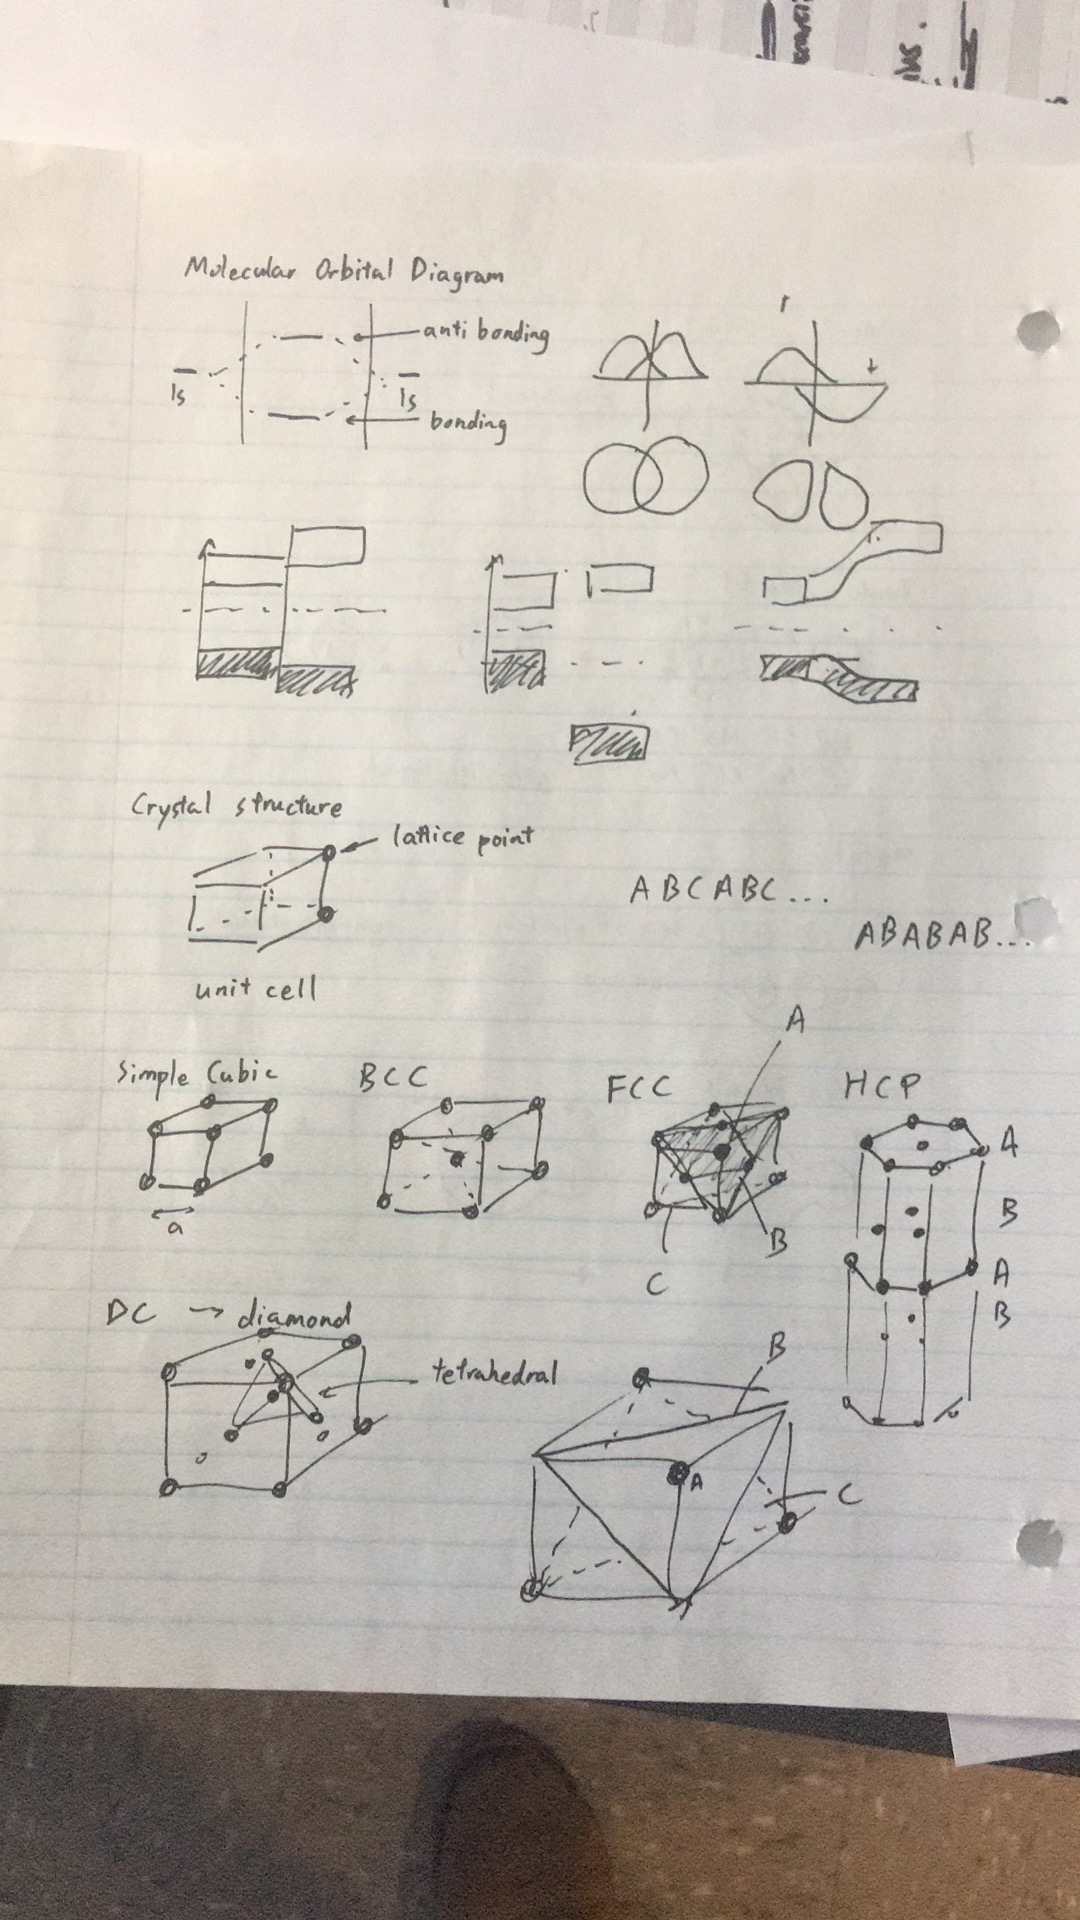 Molecular Orbital Diagram
anti bonding
1s
1s
bonding
Crystal structure
lattice point
ABCABC...
ABABAB...
unit cell
A
Simple Cubic
BCC
FCC
HCP
A
B
a
B
C
A
B
DC → diamond
tetrahedral
B
A
C